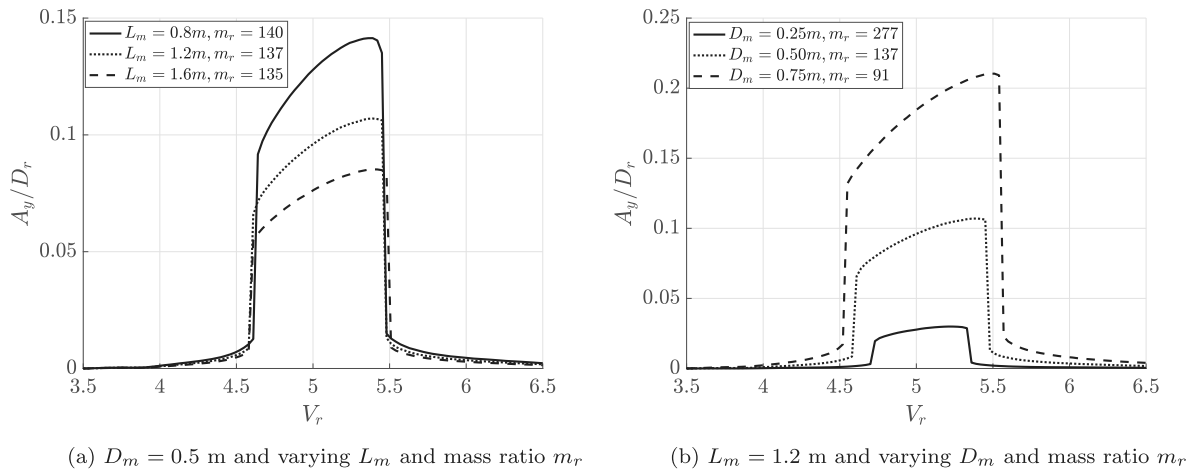 0.15
0.1
0.05
0
A_y/D_r
L_m = 0.8m, m_r = 140
L_m = 1.2m, m_r = 137
L_m = 1.6m, m_r = 135
3.5 4 4.5 5 5.5 6 6.5
V_r
(a) D_m = 0.5 m and varying L_m and mass ratio m_r
0.25
0.2
0.15
0.1
0.05
0
A_y/D_r
D_m = 0.25m, m_r = 277
D_m = 0.50m, m_r = 137
D_m = 0.75m, m_r = 91
3.5 4 4.5 5 5.5 6 6.5
V_r
(b) L_m = 1.2 m and varying D_m and mass ratio m_r